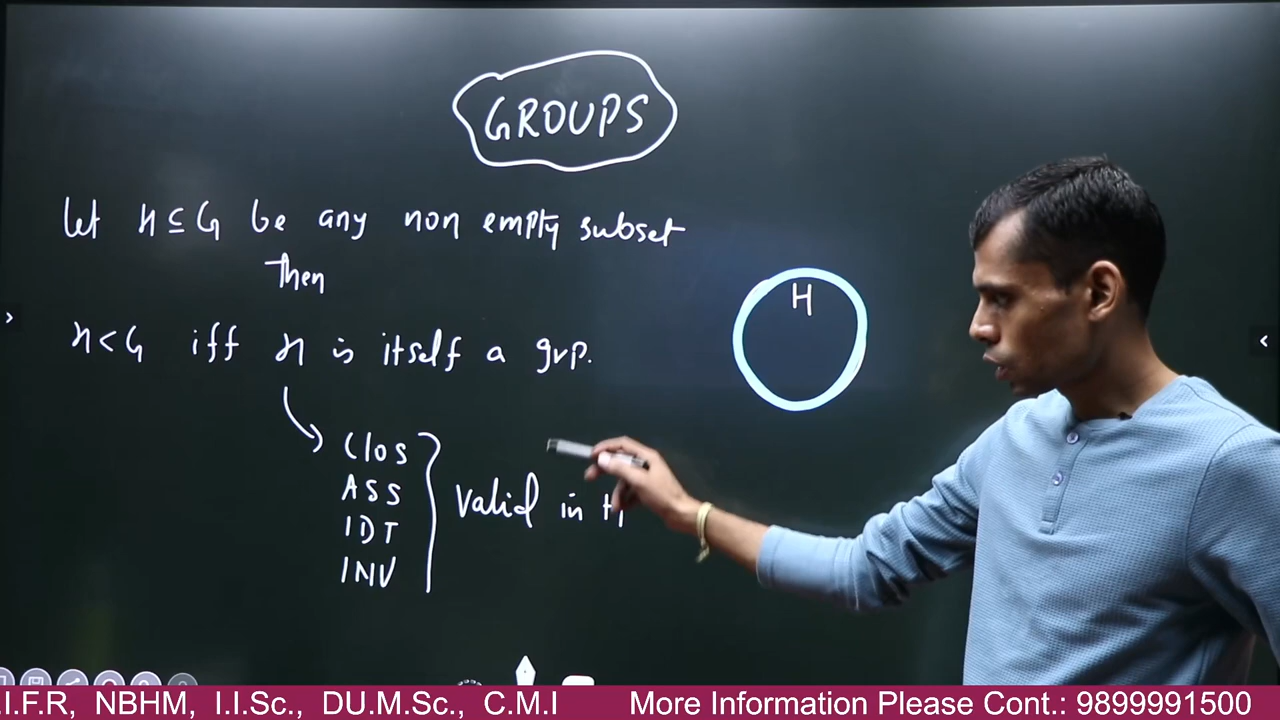 GROUPS
Let H ⊆ G be any non empty subset
Then
H < G iff H is itself a grp.
H
Clos
ASS
IDT
INV
Valid in H
.I.F.R, NBHM, I.I.Sc., DU.M.Sc., C.M.I More Information Please Cont.: 9899991500